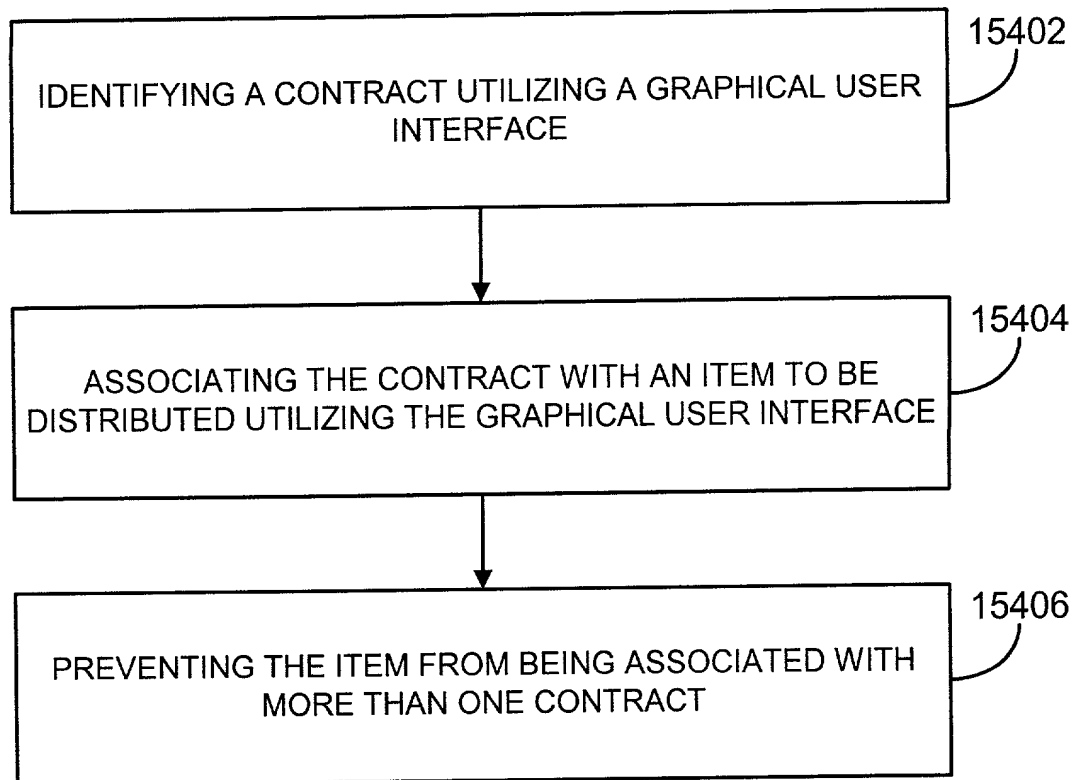 15402
IDENTIFYING A CONTRACT UTILIZING A GRAPHICAL USER
INTERFACE
15404
ASSOCIATING THE CONTRACT WITH AN ITEM TO BE
DISTRIBUTED UTILIZING THE GRAPHICAL USER INTERFACE
15406
PREVENTING THE ITEM FROM BEING ASSOCIATED WITH
MORE THAN ONE CONTRACT